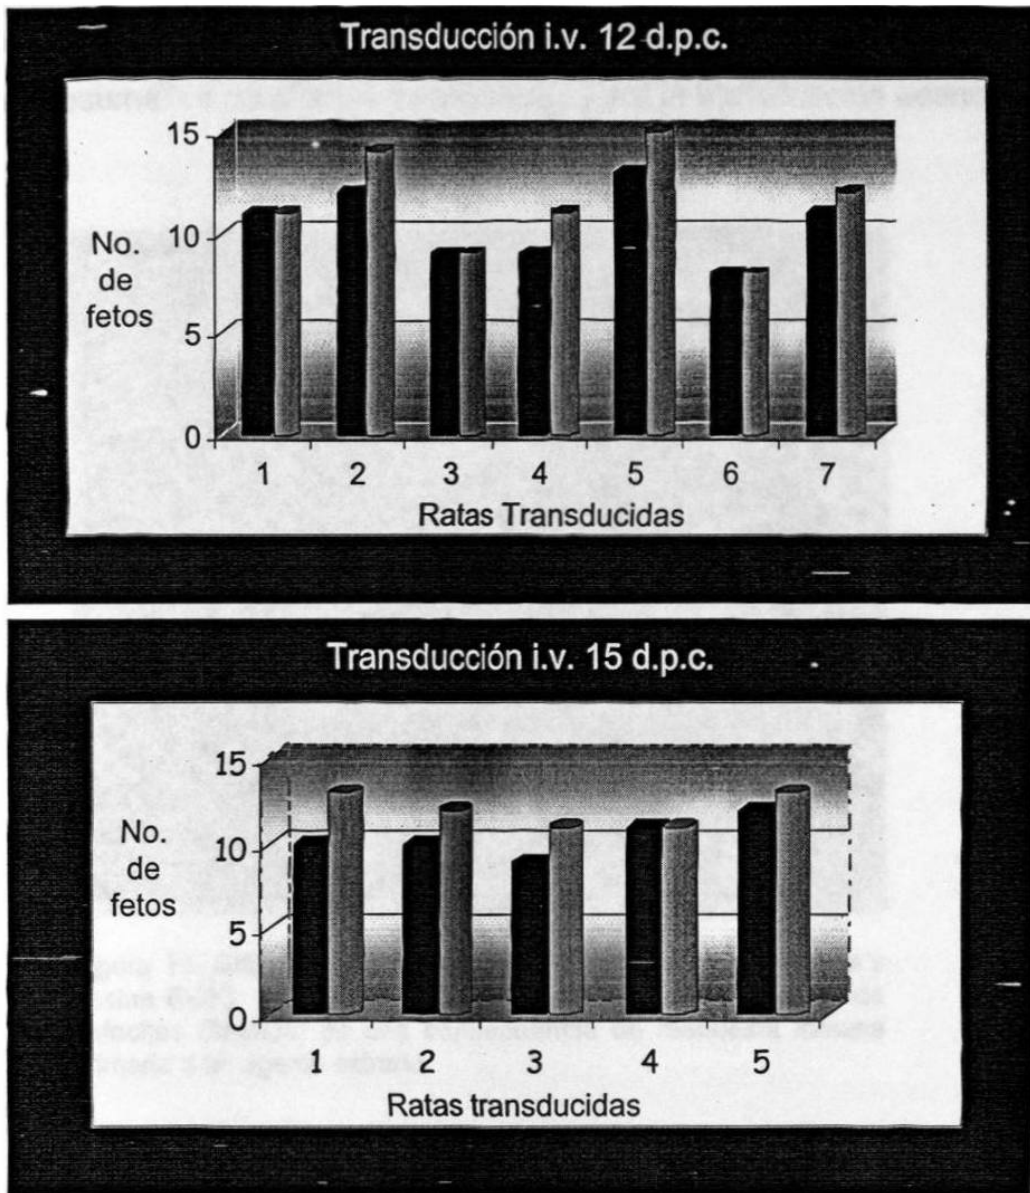 Transducción i.v. 12 d.p.c.
15
10
5
0
No.
de
fetos
1 2 3 4 5 6 7
Ratas Transducidas
Transducción i.v. 15 d.p.c.
15
10
5
0
No.
de
fetos
1 2 3 4 5
Ratas transducidas